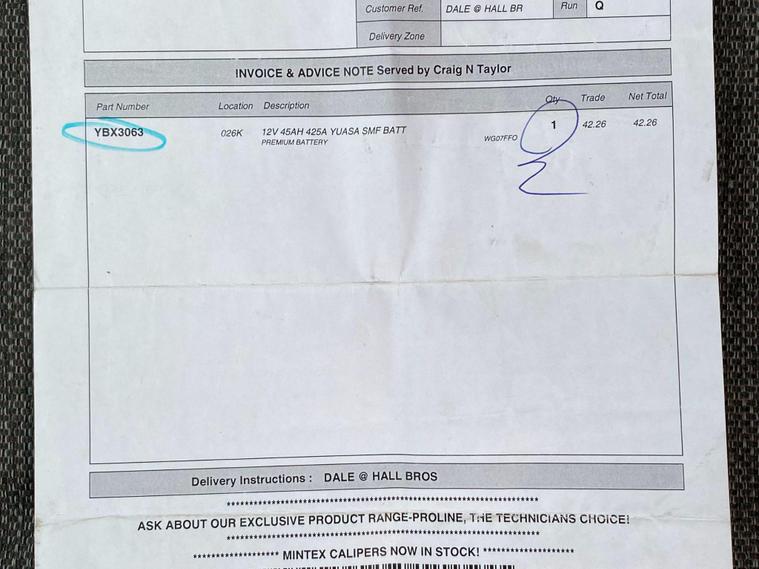 Customer Ref. DALE @ HALL BR Run Q
Delivery Zone
INVOICE & ADVICE NOTE Served by Craig N Taylor
Part Number Location Description Qty Trade Net Total
YBX3063 026K 12V 45AH 425A YUASA SMF BATT 1 42.26 42.26
PREMIUM BATTERY WG07FFO
2
Delivery Instructions : DALE @ HALL BROS
ASK ABOUT OUR EXCLUSIVE PRODUCT RANGE-PROLINE, THE TECHNICIANS CHOICE!
******************* MINTEX CALIPERS NOW IN STOCK! ********************